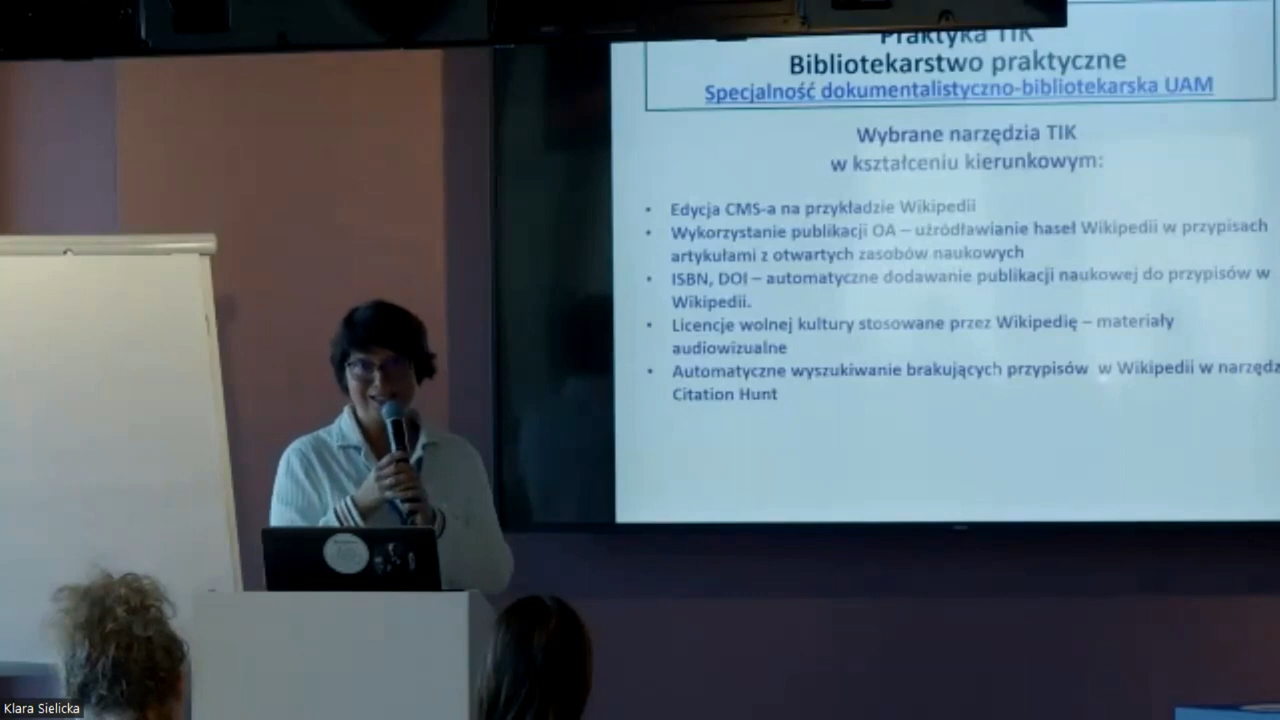 Praktyka TIK
Bibliotekarstwo praktyczne
Specjalność dokumentalistyczno-bibliotekarska UAM
Wybrane narzędzia TIK
w kształceniu kierunkowym:
• Edycja CMS-a na przykładzie Wikipedii
• Wykorzystanie publikacji OA – uźródławianie haseł Wikipedii w przypisach
artykułami z otwartych zasobów naukowych
• ISBN, DOI – automatyczne dodawanie publikacji naukowej do przypisów w
Wikipedii.
• Licencje wolnej kultury stosowane przez Wikipedię – materiały
audiowizualne
• Automatyczne wyszukiwanie brakujących przypisów w Wikipedii w narzędz
Citation Hunt
Klara Sielicka